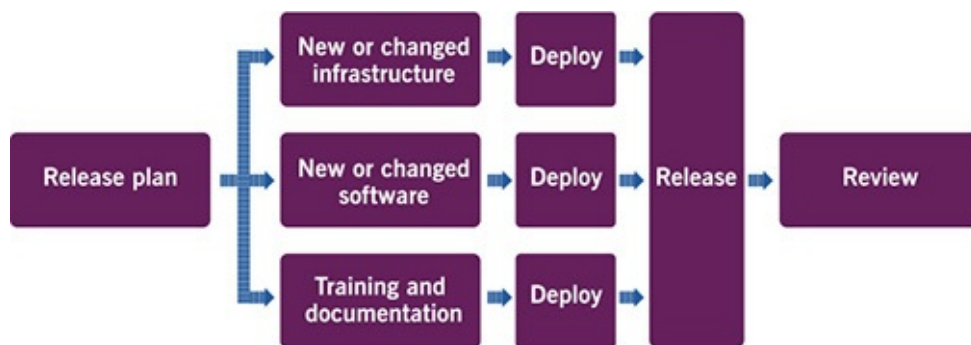 New or changed
infrastructure
Deploy
Release plan
New or changed
software
Deploy
Release
Review
Training and
documentation
Deploy